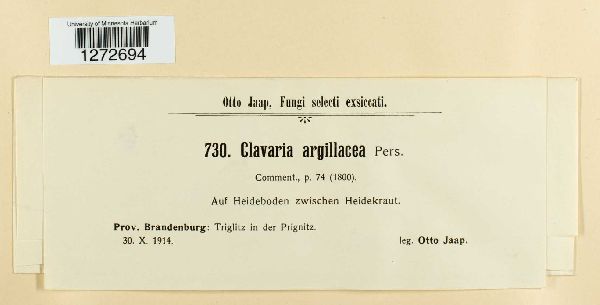 University of Minnesota Herbarium
1272694
Otto Jaap, Fungi selecti exsiccati.
730. Clavaria argillacea Pers.
Comment., p. 74 (1800).
Auf Heideboden zwischen Heidekraut.
Prov. Brandenburg: Triglitz in der Prignitz.
30. X. 1914. leg. Otto Jaap.